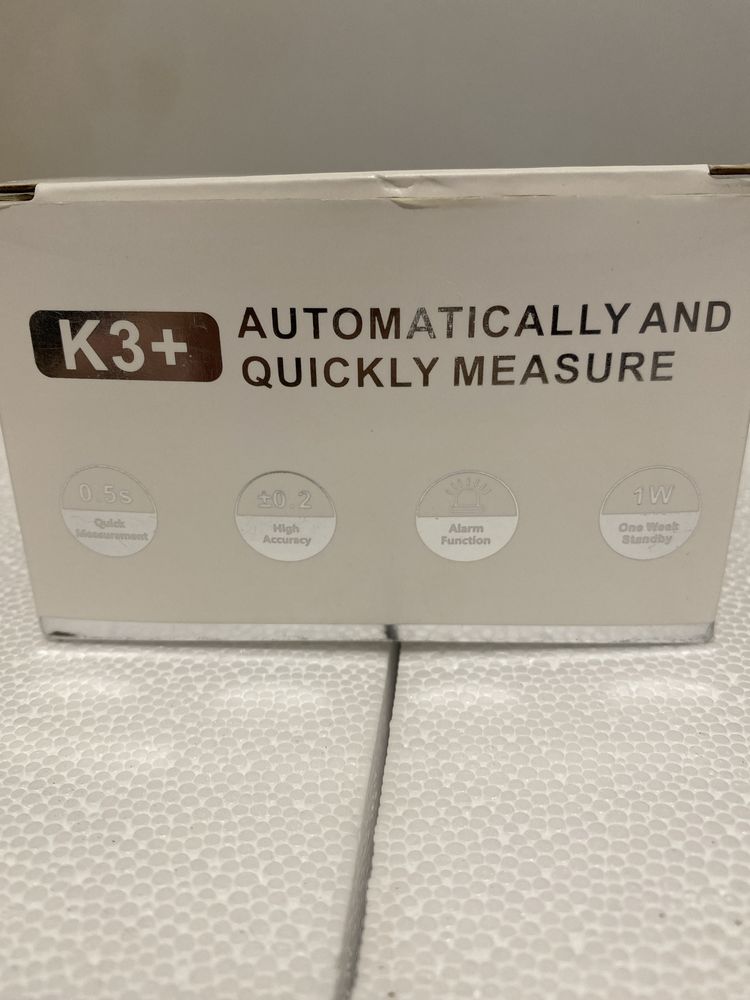 K3+
AUTOMATICALLY AND
QUICKLY MEASURE
0.5s
Quick
Measurement
±0.2
High
Accuracy
Alarm
Function
1W
One Week
Standby